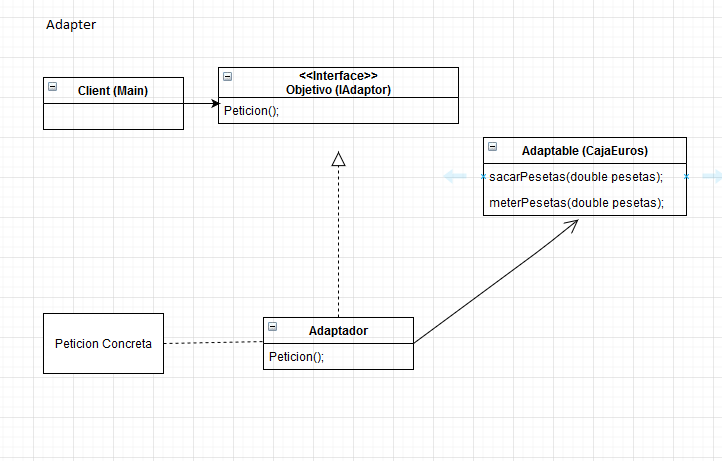 Adapter
Client (Main)
<<Interface>>
Objetivo (IAdaptor)
Peticion();
Adaptable (CajaEuros)
sacarPesetas(double pesetas);
meterPesetas(double pesetas);
Peticion Concreta
Adaptador
Peticion();